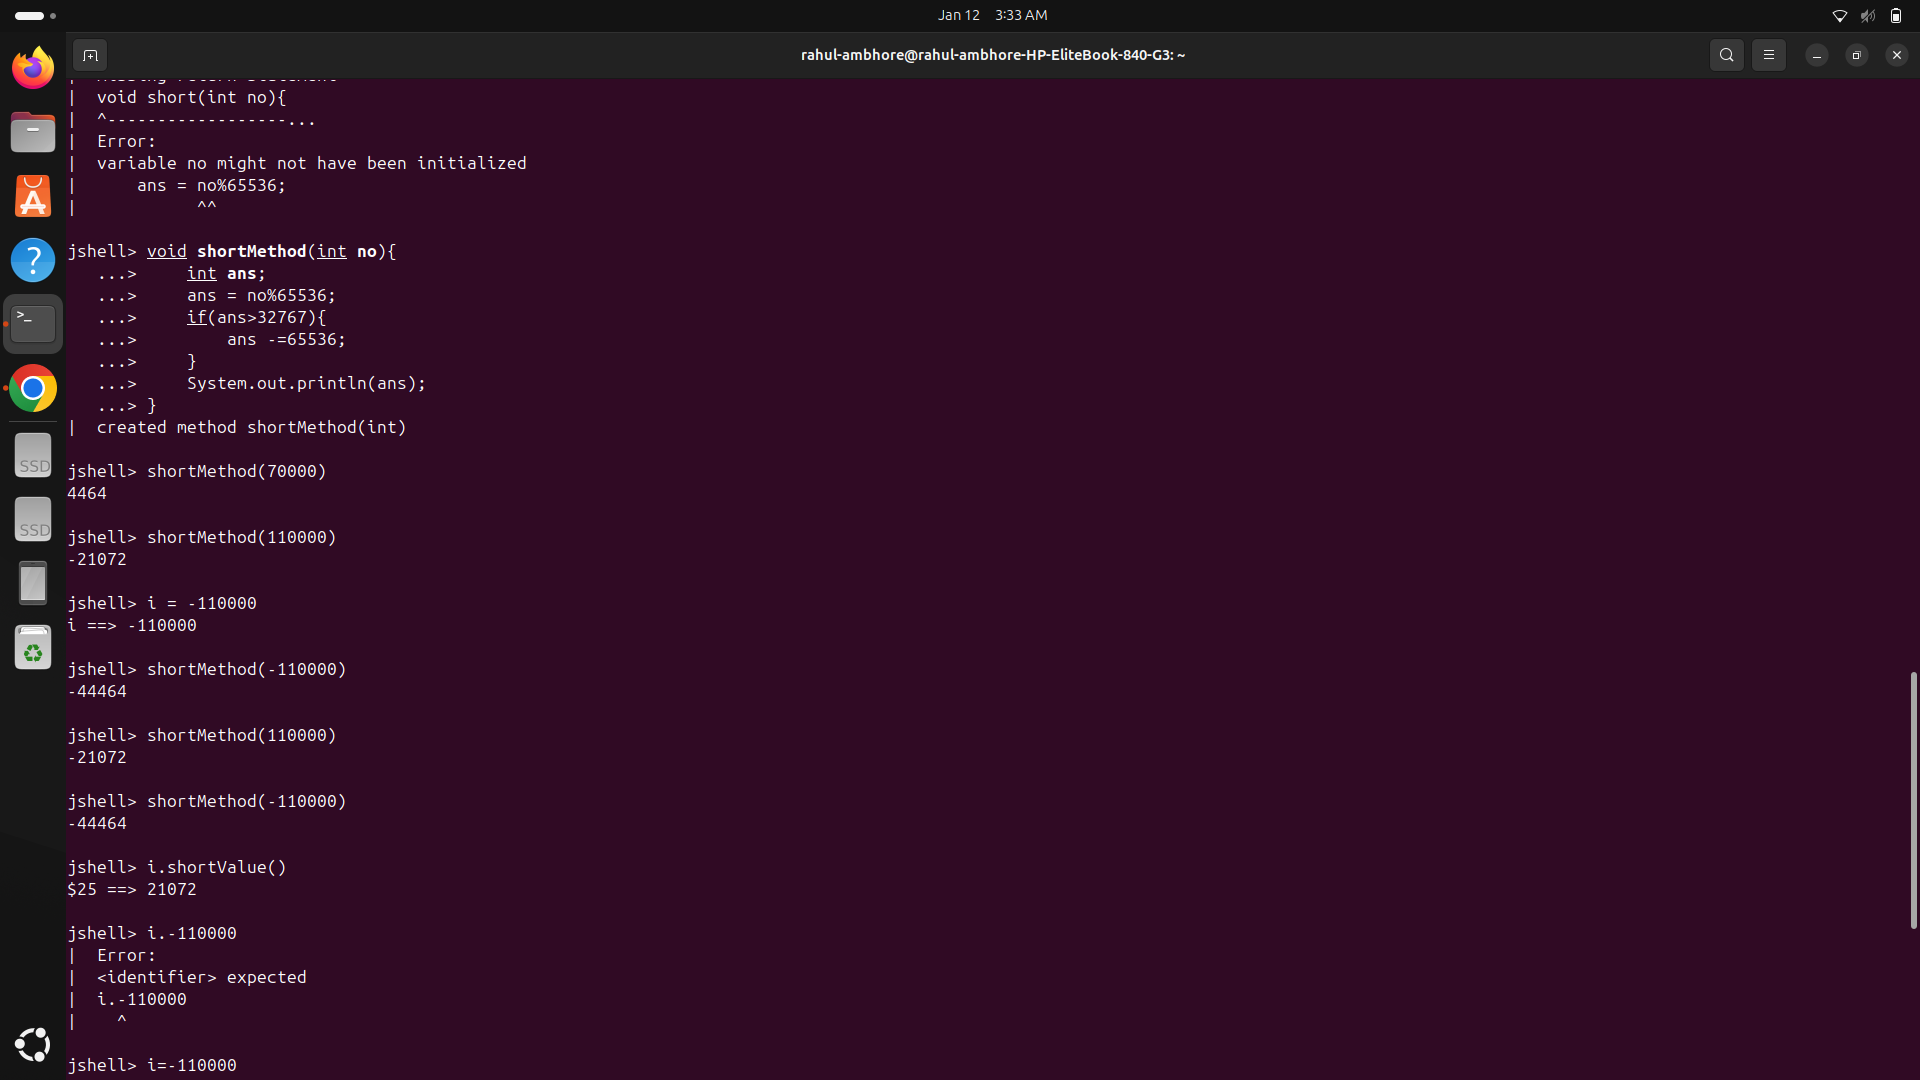 Jan 12 3:33 AM
rahul-ambhore@rahul-ambhore-HP-EliteBook-840-G3: ~
|  void short(int no){
|  ^------------------...
|  Error:
|  variable no might not have been initialized
|      ans = no%65536;
|            ^^
jshell> void shortMethod(int no){
   ...>     int ans;
   ...>     ans = no%65536;
   ...>     if(ans>32767){
   ...>         ans -=65536;
   ...>     }
   ...>     System.out.println(ans);
   ...> }
|  created method shortMethod(int)
jshell> shortMethod(70000)
4464
jshell> shortMethod(110000)
-21072
jshell> i = -110000
i ==> -110000
jshell> shortMethod(-110000)
-44464
jshell> shortMethod(110000)
-21072
jshell> shortMethod(-110000)
-44464
jshell> i.shortValue()
$25 ==> 21072
jshell> i.-110000
|  Error:
|  <identifier> expected
|  i.-110000
|    ^
jshell> i=-110000
SSD
SSD